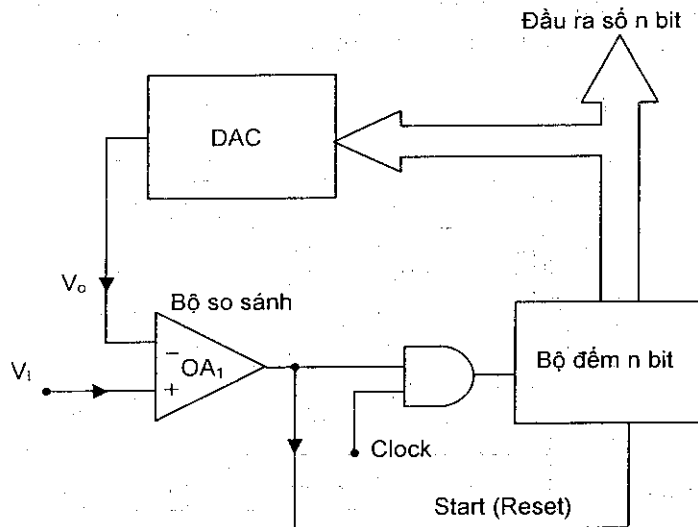 Đầu ra số n bit
DAC
Vo
Bộ so sánh
Vi
−
OA1
+
Bộ đếm n bit
Clock
Start (Reset)